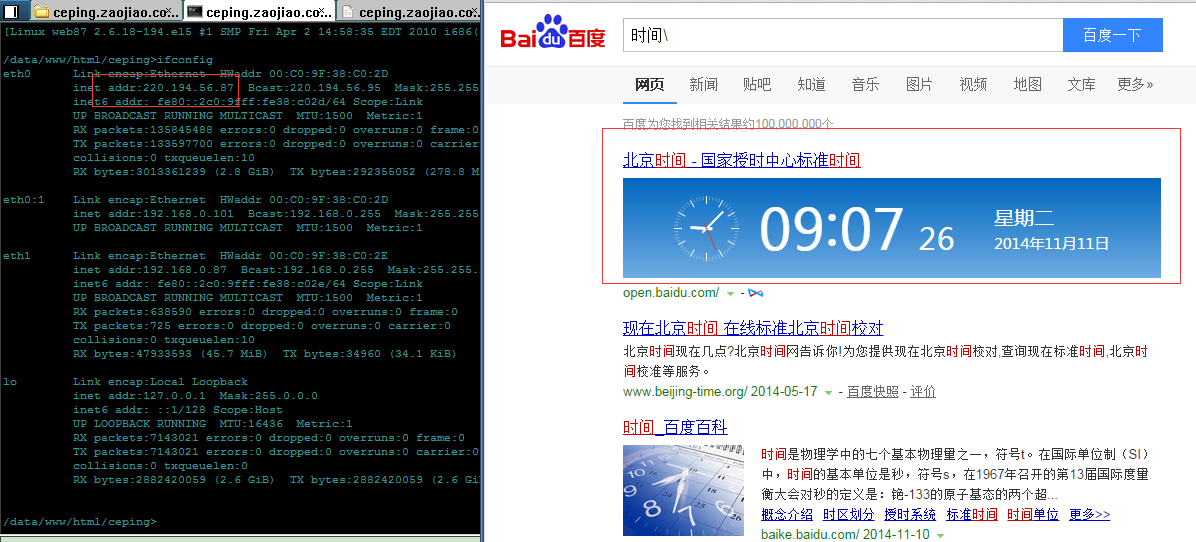 ceping.zaojiao.co...
ceping.zaojiao.co...
ceping.zaojiao.co...
[Linux web87 2.6.18-194.el5 #1 SMP Fri Apr 2 14:58:35 EDT 2010 i686(
/data/www/html/ceping>ifconfig
eth0 Link encap:Ethernet HWaddr 00:C0:9F:38:C0:2D
inet addr:220.194.56.87 Bcast:220.194.56.95 Mask:255.255
inet6 addr: fe80::2c0:9fff:fe38:c02d/64 Scope:Link
UP BROADCAST RUNNING MULTICAST MTU:1500 Metric:1
RX packets:135845488 errors:0 dropped:0 overruns:0 frame:0
TX packets:133597700 errors:0 dropped:0 overruns:0 carrier
collisions:0 txqueuelen:10
RX bytes:3013361239 (2.8 GiB) TX bytes:292355052 (278.8 M
eth0:1 Link encap:Ethernet HWaddr 00:C0:9F:38:C0:2D
inet addr:192.168.0.101 Bcast:192.168.0.255 Mask:255.255
UP BROADCAST RUNNING MULTICAST MTU:1500 Metric:1
eth1 Link encap:Ethernet HWaddr 00:C0:9F:38:C0:2E
inet addr:192.168.0.87 Bcast:192.168.0.255 Mask:255.255.
inet6 addr: fe80::2c0:9fff:fe38:c02e/64 Scope:Link
UP BROADCAST RUNNING MULTICAST MTU:1500 Metric:1
RX packets:638590 errors:0 dropped:0 overruns:0 frame:0
TX packets:725 errors:0 dropped:0 overruns:0 carrier:0
collisions:0 txqueuelen:10
RX bytes:47933593 (45.7 MiB) TX bytes:34960 (34.1 KiB)
lo Link encap:Local Loopback
inet addr:127.0.0.1 Mask:255.0.0.0
inet6 addr: ::1/128 Scope:Host
UP LOOPBACK RUNNING MTU:16436 Metric:1
RX packets:7143021 errors:0 dropped:0 overruns:0 frame:0
TX packets:7143021 errors:0 dropped:0 overruns:0 carrier:
collisions:0 txqueuelen:0
RX bytes:2882420059 (2.6 GiB) TX bytes:2882420059 (2.6 Gi
/data/www/html/ceping>
Bai du 百度
时间\
百度一下
网页 新闻 贴吧 知道 音乐 图片 视频 地图 文库 更多»
百度为您找到相关结果约100,000,000个
北京时间 - 国家授时中心标准时间
09:07 26
星期二
2014年11月11日
open.baidu.com/ -
现在北京时间 在线标准北京时间校对
北京时间现在几点?北京时间网告诉你!为您提供现在北京时间校对,查询现在标准时间,北京时
间校准等服务。
www.beijing-time.org/ 2014-05-17 - 百度快照 - 评价
时间_百度百科
时间是物理学中的七个基本物理量之一，符号t。在国际单位制（SI）
中，时间的基本单位是秒，符号s，在1967年召开的第13届国际度量
衡大会对秒的定义是：铯-133的原子基态的两个超...
概念介绍 时区划分 授时系统 标准时间 时间单位 更多>>
baike.baidu.com/ 2014-11-10